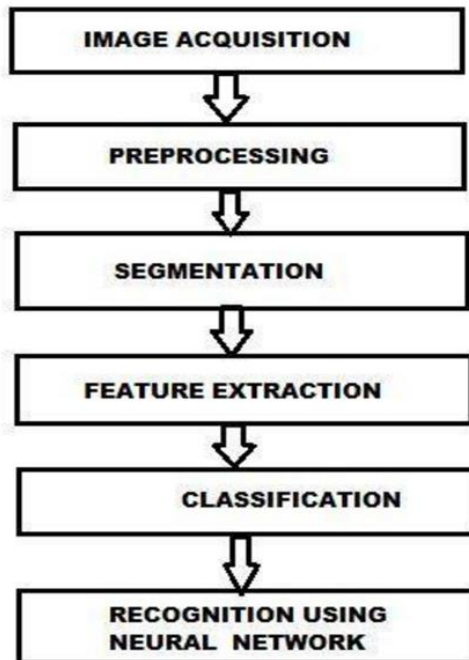 IMAGE ACQUISITION
PREPROCESSING
SEGMENTATION
FEATURE EXTRACTION
CLASSIFICATION
RECOGNITION USING
NEURAL NETWORK